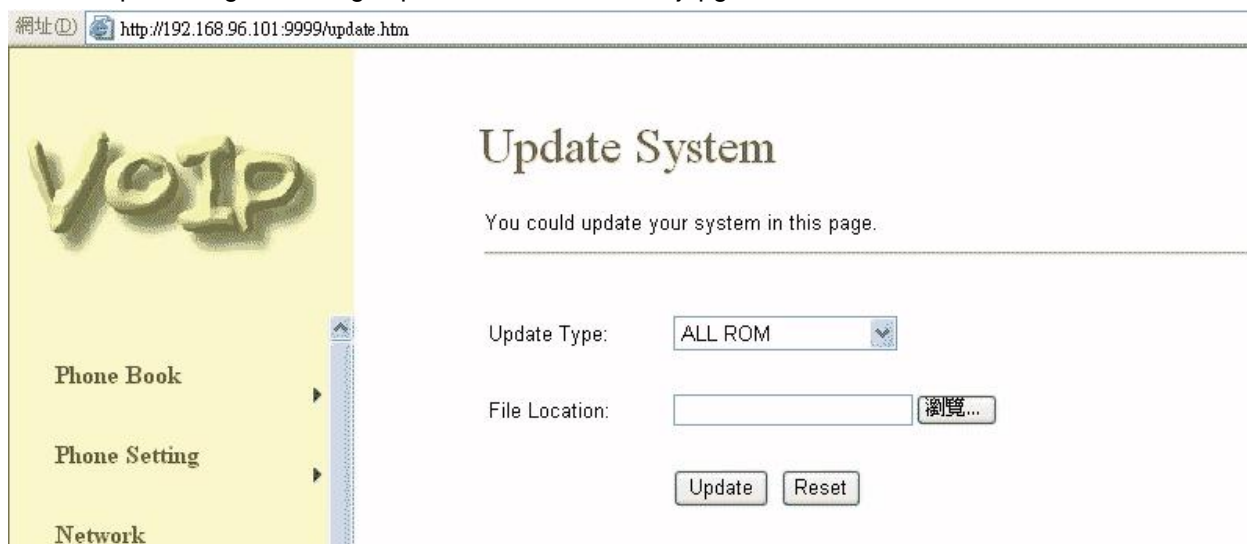 網址(D) http://192.168.96.101:9999/update.htm
VOIP
Update System
You could update your system in this page.
Update Type: ALL ROM
Phone Book
File Location: 瀏覽...
Phone Setting
Update Reset
Network